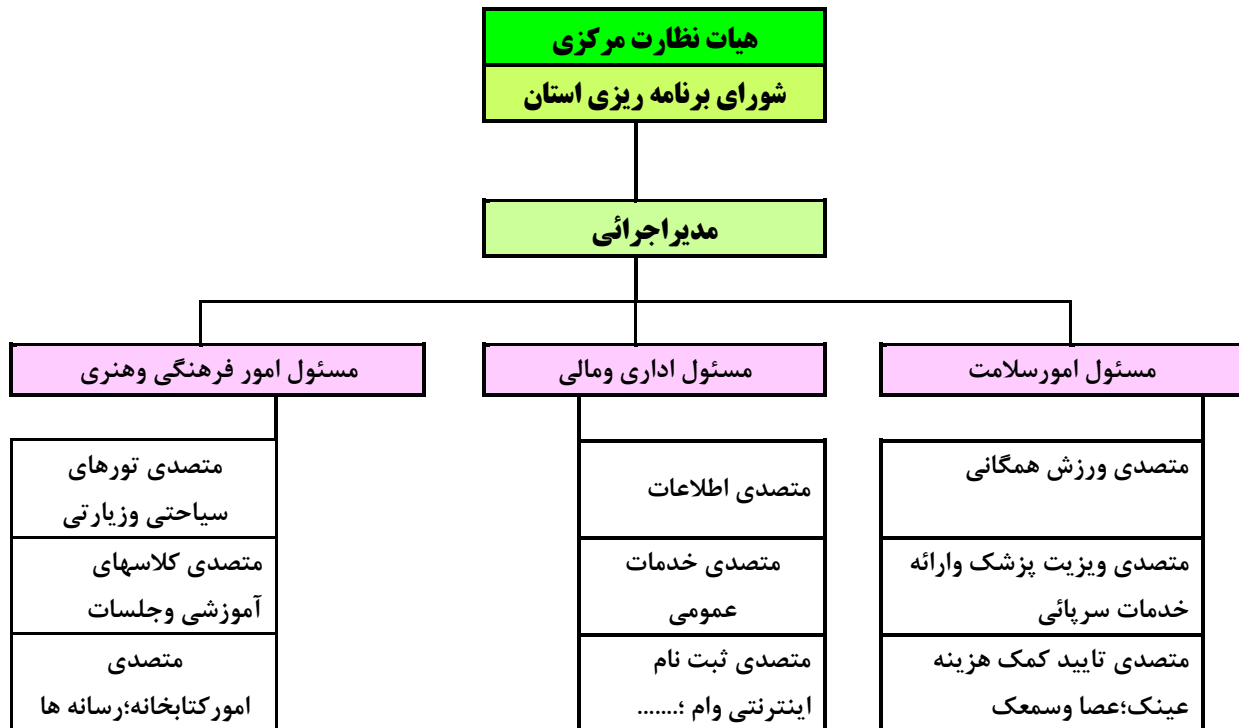 هیات نظارت مرکزی
شورای برنامه ریزی استان
مدیراجرائی
مسئول امورسلامت
مسئول اداری ومالی
مسئول امور فرهنگی وهنری
متصدی ورزش همگانی
متصدی ویزیت پزشک وارائه
خدمات سرپائی
متصدی تایید کمک هزینه
عینک؛عصا وسمعک
متصدی اطلاعات
متصدی خدمات
عمومی
متصدی ثبت نام
اینترنتی وام ؛.......
متصدی تورهای
سیاحتی وزیارتی
متصدی کلاسهای
آموزشی وجلسات
متصدی
امورکتابخانه؛رسانه ها